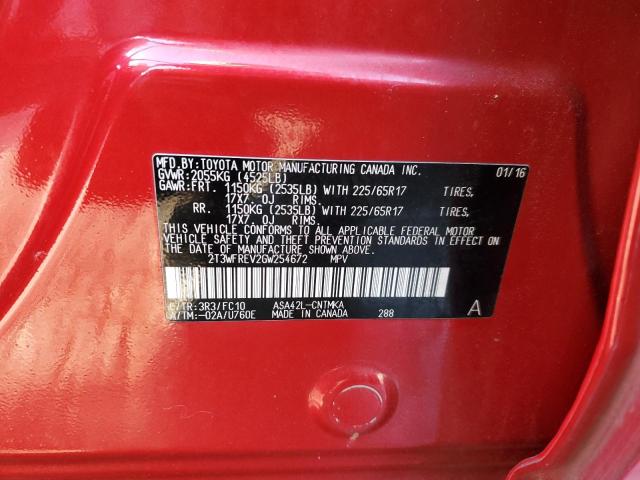 MFD.BY:TOYOTA MOTOR MANUFACTURING CANADA INC. 01/16
GVWR:2055KG (4525LB)
GAWR:FRT. 1150KG (2535LB) WITH 225/65R17 TIRES,
17X7.0J RIMS.
RR. 1150KG (2535LB) WITH 225/65R17 TIRES,
17X7.0J RIMS.
THIS VEHICLE CONFORMS TO ALL APPLICABLE FEDERAL MOTOR
VEHICLE SAFETY AND THEFT PREVENTION STANDARDS IN EFFECT ON
THE DATE OF MANUFACTURE SHOWN ABOVE.
2T3WFREV2GW254672 MPV
C/TR:3R3/FC10 ASA42L-CNTMKA
A/TM:-02A/U760E MADE IN CANADA 288 A